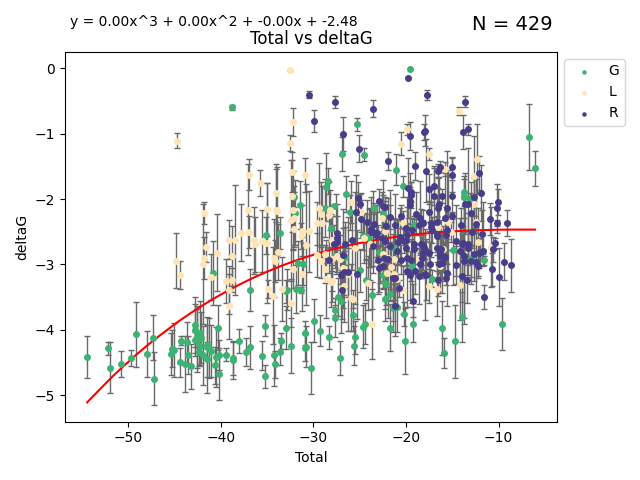 y = 0.00x^3 + 0.00x^2 + -0.00x + -2.48
N = 429
Total vs deltaG
G
L
R
deltaG
0
−1
−2
−3
−4
−5
−50
−40
−30
−20
−10
Total